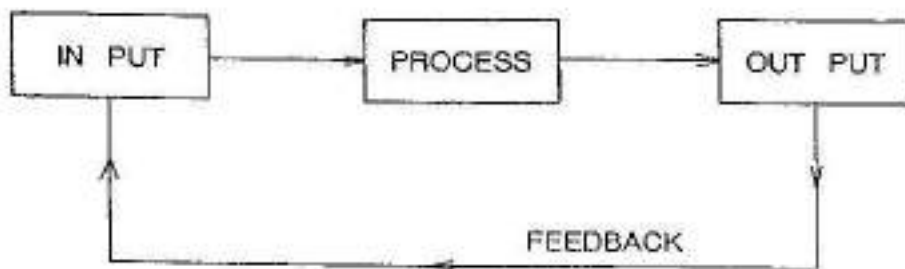 IN PUT
PROCESS
OUT PUT
FEEDBACK